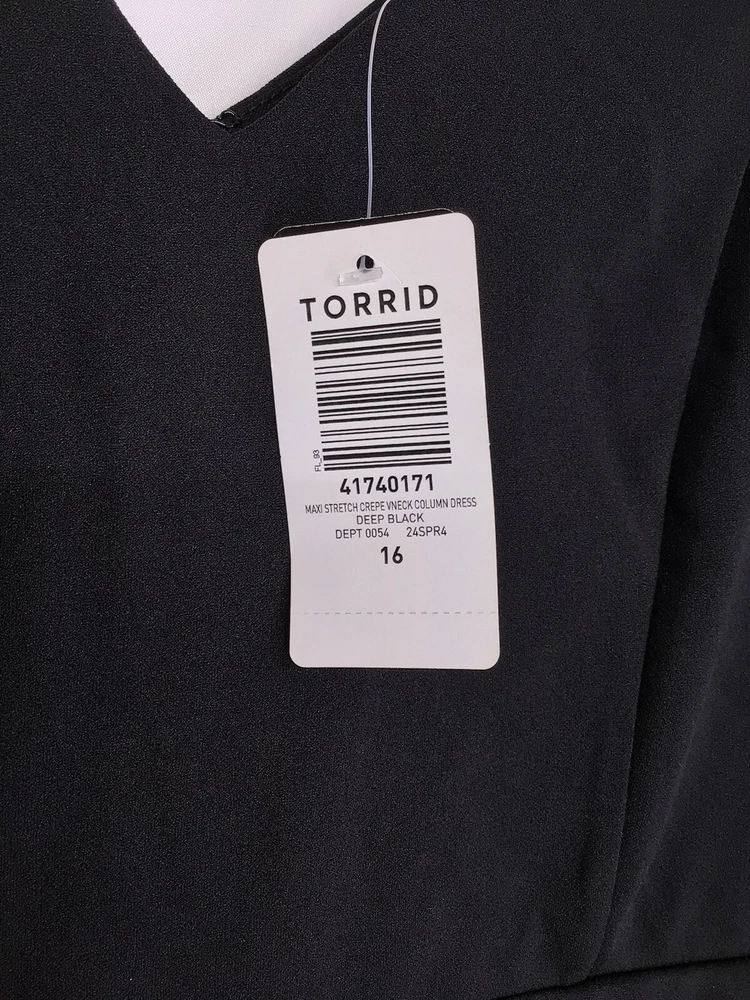 TORRID
FL_93
41740171
MAXI STRETCH CREPE VNECK COLUMN DRESS
DEEP BLACK
DEPT 0054 24SPR4
16